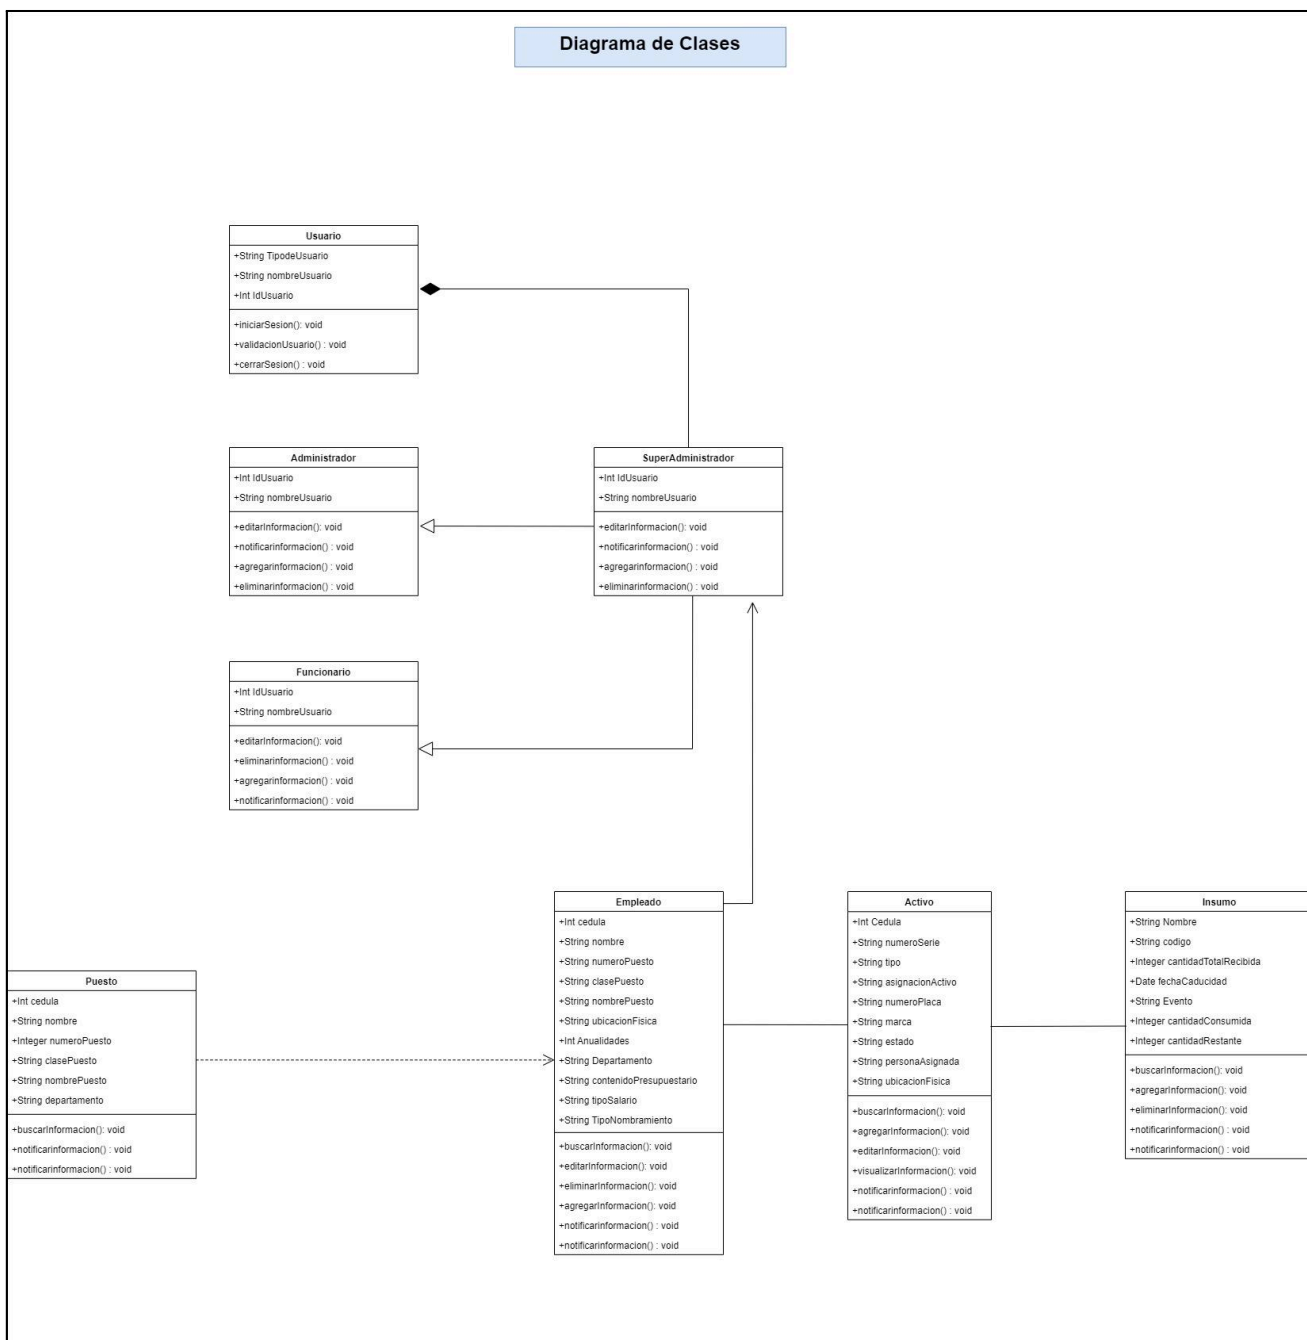 Diagrama de Clases
Usuario
+String TipodeUsuario
+String nombreUsuario
+Int IdUsuario
+iniciarSesion(): void
+validacionUsuario() : void
+cerrarSesion() : void
Administrador
+Int IdUsuario
+String nombreUsuario
+editarInformacion(): void
+notificarinformacion() : void
+agregarinformacion() : void
+eliminarinformacion() : void
SuperAdministrador
+Int IdUsuario
+String nombreUsuario
+editarInformacion(): void
+notificarinformacion() : void
+agregarinformacion() : void
+eliminarinformacion() : void
Funcionario
+Int IdUsuario
+String nombreUsuario
+editarInformacion(): void
+eliminarinformacion() : void
+agregarinformacion() : void
+notificarinformacion() : void
Puesto
+Int cedula
+String nombre
+Integer numeroPuesto
+String clasePuesto
+String nombrePuesto
+String departamento
+buscarInformacion(): void
+notificarinformacion() : void
+notificarinformacion() : void
Empleado
+Int cedula
+String nombre
+String numeroPuesto
+String clasePuesto
+String nombrePuesto
+String ubicacionFisica
+Int Anualidades
+String Departamento
+String contenidoPresupuestario
+String tipoSalario
+String TipoNombramiento
+buscarInformacion(): void
+editarInformacion(): void
+eliminarInformacion(): void
+agregarInformacion(): void
+notificarinformacion() : void
+notificarinformacion() : void
Activo
+Int Cedula
+String numeroSerie
+String tipo
+String asignacionActivo
+String numeroPlaca
+String marca
+String estado
+String personaAsignada
+String ubicacionFisica
+buscarInformacion(): void
+agregarInformacion(): void
+editarInformacion(): void
+visualizarInformacion(): void
+notificarinformacion() : void
+notificarinformacion() : void
Insumo
+String Nombre
+String codigo
+Integer cantidadTotalRecibida
+Date fechaCaducidad
+String Evento
+Integer cantidadConsumida
+Integer cantidadRestante
+buscarInformacion(): void
+agregarInformacion(): void
+eliminarInformacion(): void
+notificarinformacion() : void
+notificarinformacion() : void